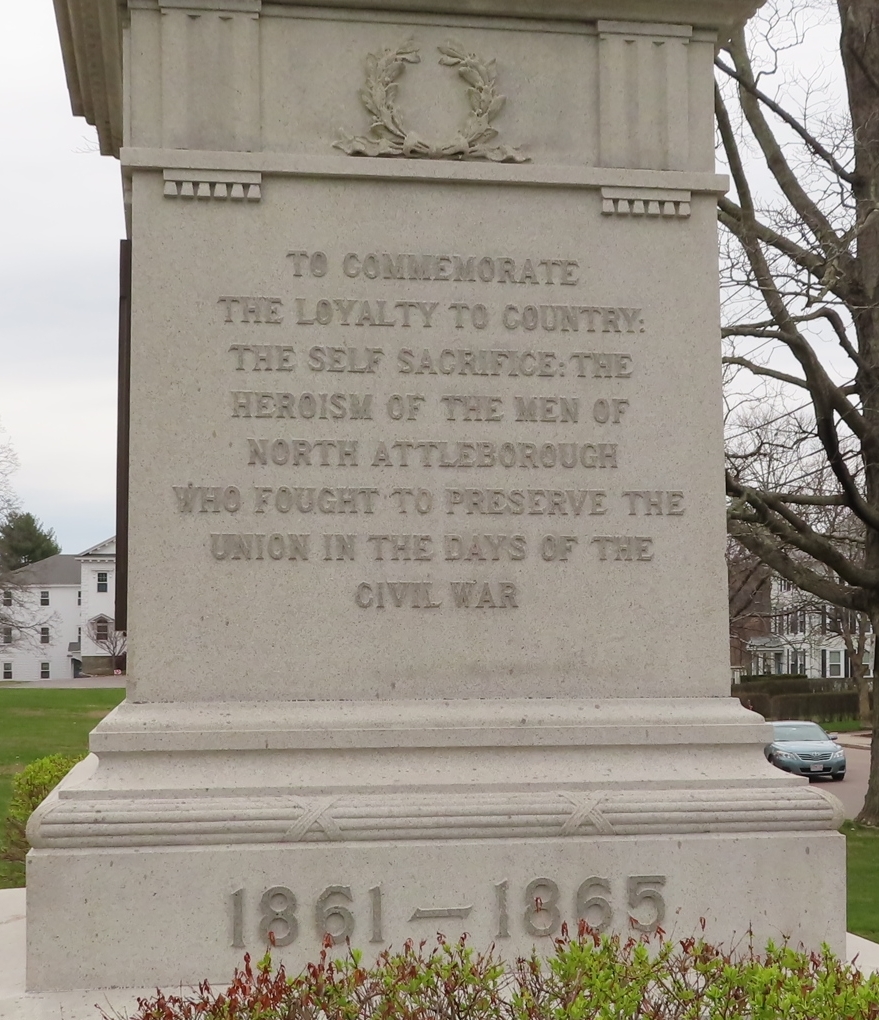 TO COMMEMORATE
THE LOYALTY TO COUNTRY:
THE SELF SACRIFICE: THE
HEROISM OF THE MEN OF
NORTH ATTLEBOROUGH
WHO FOUGHT TO PRESERVE THE
UNION IN THE DAYS OF THE
CIVIL WAR
1861 — 1865